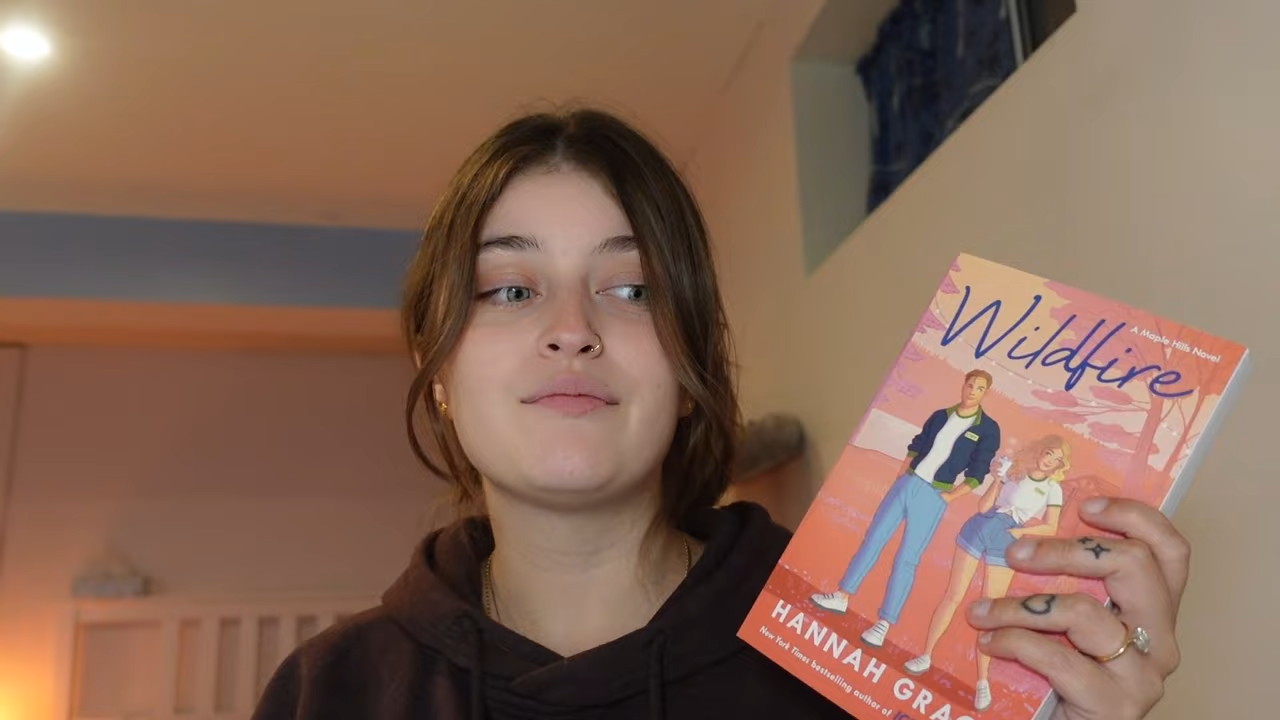 Wildfire
A Maple Hills Novel
HANNAH GRAC
New York Times bestselling author of